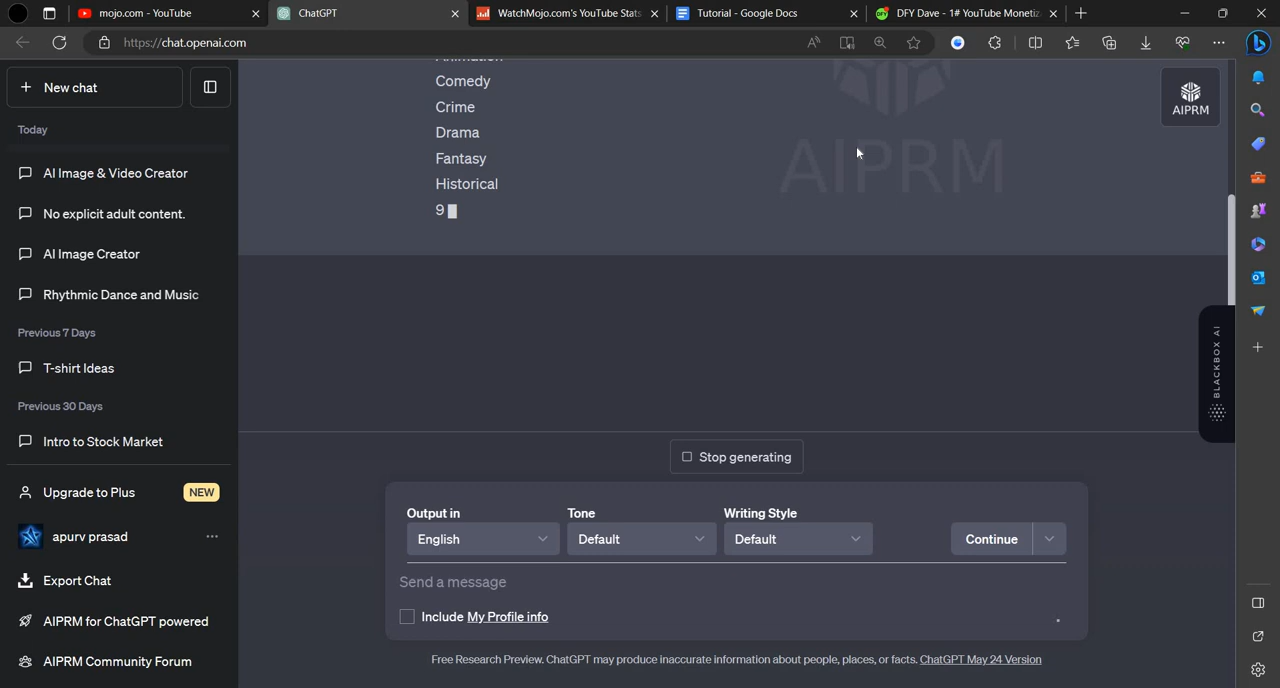 mojo.com - YouTube
ChatGPT
WatchMojo.com's YouTube Stats
Tutorial - Google Docs
DFY Dave - 1# YouTube Monetiz
https://chat.openai.com
New chat
AIPRM
Today
AI Image & Video Creator
No explicit adult content.
AI Image Creator
Rhythmic Dance and Music
Previous 7 Days
T-shirt Ideas
Previous 30 Days
Intro to Stock Market
Upgrade to Plus NEW
apurv prasad
Export Chat
AIPRM for ChatGPT powered
AIPRM Community Forum
Animation
Comedy
Crime
Drama
Fantasy
Historical
9
AIPRM
BLACKBOX AI
Stop generating
Output in Tone Writing Style
English Default Default Continue
Send a message
Include My Profile info
Free Research Preview. ChatGPT may produce inaccurate information about people, places, or facts. ChatGPT May 24 Version